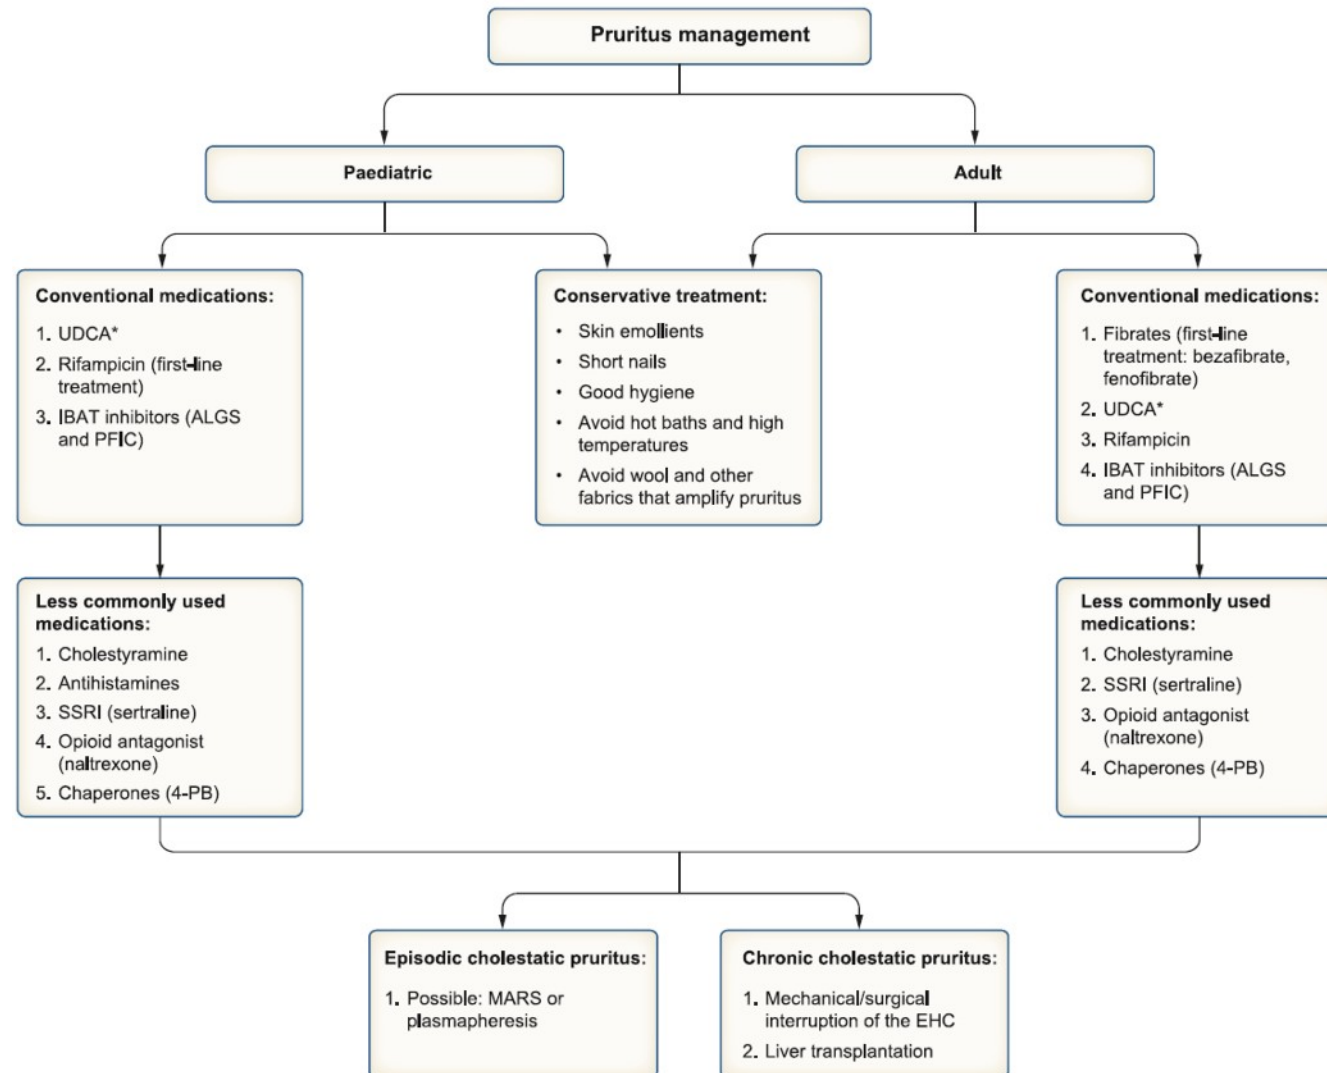 Pruritus management
Paediatric
Adult
Conventional medications:
1. UDCA*
2. Rifampicin (first-line
treatment)
3. IBAT inhibitors (ALGS
and PFIC)
Conservative treatment:
• Skin emollients
• Short nails
• Good hygiene
• Avoid hot baths and high
temperatures
• Avoid wool and other
fabrics that amplify pruritus
Conventional medications:
1. Fibrates (first-line
treatment: bezafibrate,
fenofibrate)
2. UDCA*
3. Rifampicin
4. IBAT inhibitors (ALGS
and PFIC)
Less commonly used
medications:
1. Cholestyramine
2. Antihistamines
3. SSRI (sertraline)
4. Opioid antagonist
(naltrexone)
5. Chaperones (4-PB)
Less commonly used
medications:
1. Cholestyramine
2. SSRI (sertraline)
3. Opioid antagonist
(naltrexone)
4. Chaperones (4-PB)
Episodic cholestatic pruritus:
1. Possible: MARS or
plasmapheresis
Chronic cholestatic pruritus:
1. Mechanical/surgical
interruption of the EHC
2. Liver transplantation